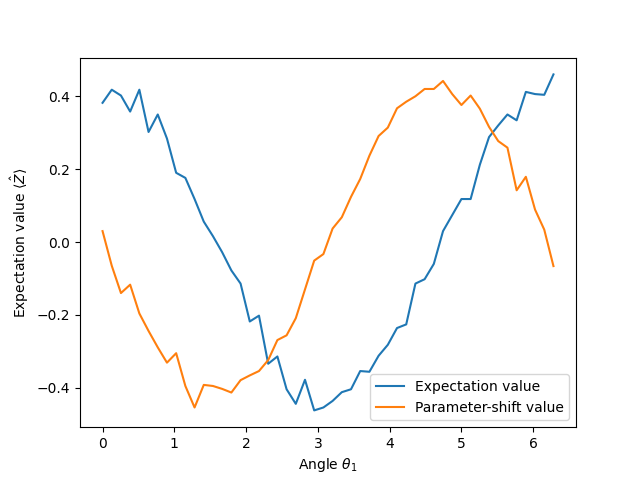 0.4
0.2
0.0
−0.2
−0.4
Expectation value ⟨Ẑ⟩
Expectation value
Parameter-shift value
0 1 2 3 4 5 6
Angle θ₁